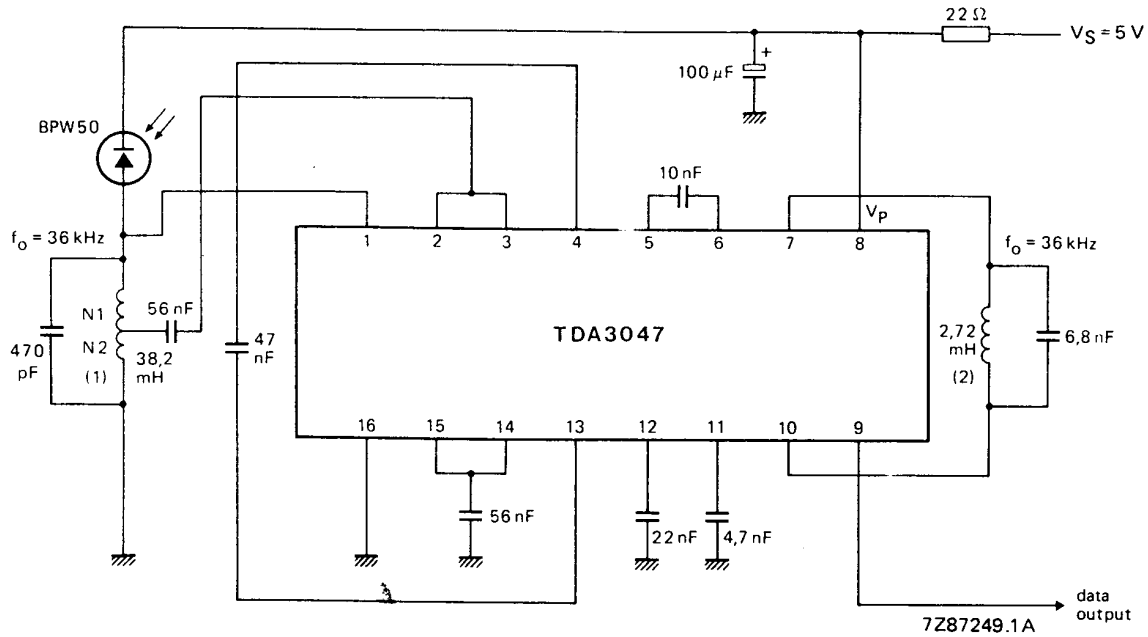 22 Ω
V_S = 5 V
+
100 μF
BPW50
10 nF
V_P
1
2
3
4
5
6
7
8
f_o = 36 kHz
f_o = 36 kHz
N1
56 nF
N2
470
pF
(1)
38,2
mH
47
nF
TDA3047
2,72
mH
(2)
6,8 nF
16
15
14
13
12
11
10
9
56 nF
22 nF
4,7 nF
data
output
7Z87249.1A